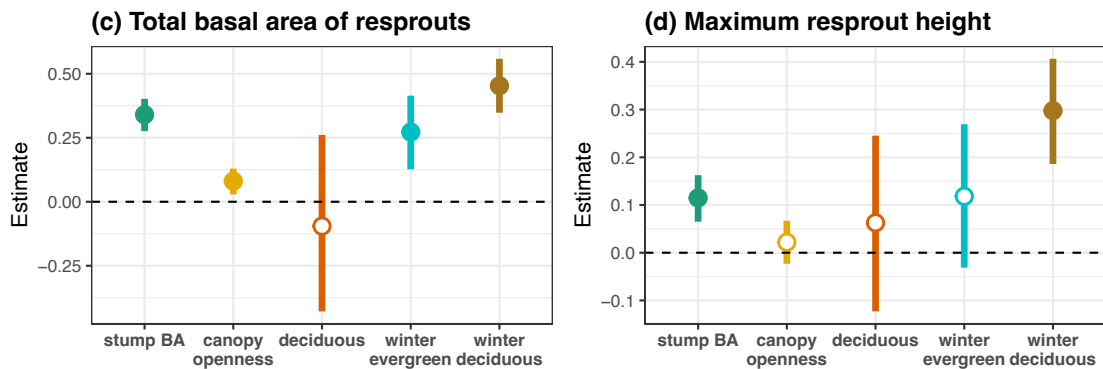 (c) Total basal area of resprouts
Estimate
0.50
0.25
0.00
−0.25
stump BA
canopy
openness
deciduous
winter
evergreen
winter
deciduous
(d) Maximum resprout height
Estimate
0.4
0.3
0.2
0.1
0.0
−0.1
stump BA
canopy
openness
deciduous
winter
evergreen
winter
deciduous